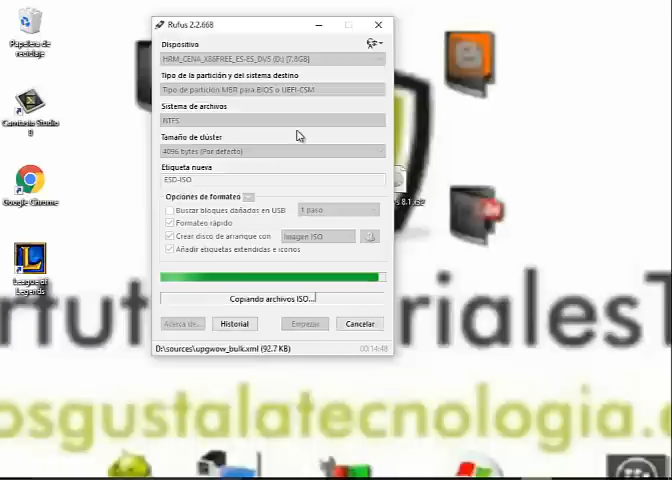 Rufus 2.2.668
Papelera de
reciclaje
Dispositivo
HRM_CENA_X86FREE_ES-ES_DV5 (D:) [7,8GB]
Tipo de la partición y del sistema destino
Tipo de partición MBR para BIOS o UEFI-CSM
Sistema de archivos
NTFS
Camtasia Studio
8
Tamaño de clúster
4096 bytes (Por defecto)
Etiqueta nueva
ESD-ISO
Google Chrome
s 8.1.x32
Opciones de formateo
Buscar bloques dañados en USB
1 Paso
Formateo rápido
Crear disco de arranque con
Imagen ISO
Añadir etiquetas extendidas e iconos
League of
Legends
Copiando archivos ISO...
rtut
rialesT
Acerca de...
Historial
Empezar
Cancelar
D:\sources\upgwow_bulk.xml (92.7 KB)
00:14:48
osgustalatecnologia.